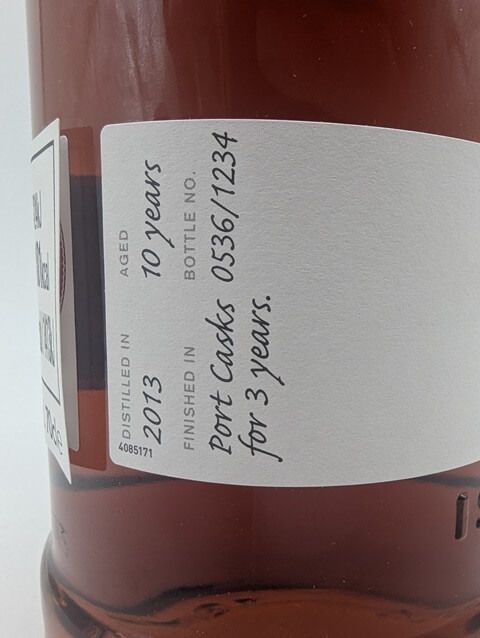 DISTILLED IN AGED
2013 10 years
FINISHED IN BOTTLE NO.
Port Casks 0536/1234
for 3 years.
4085171